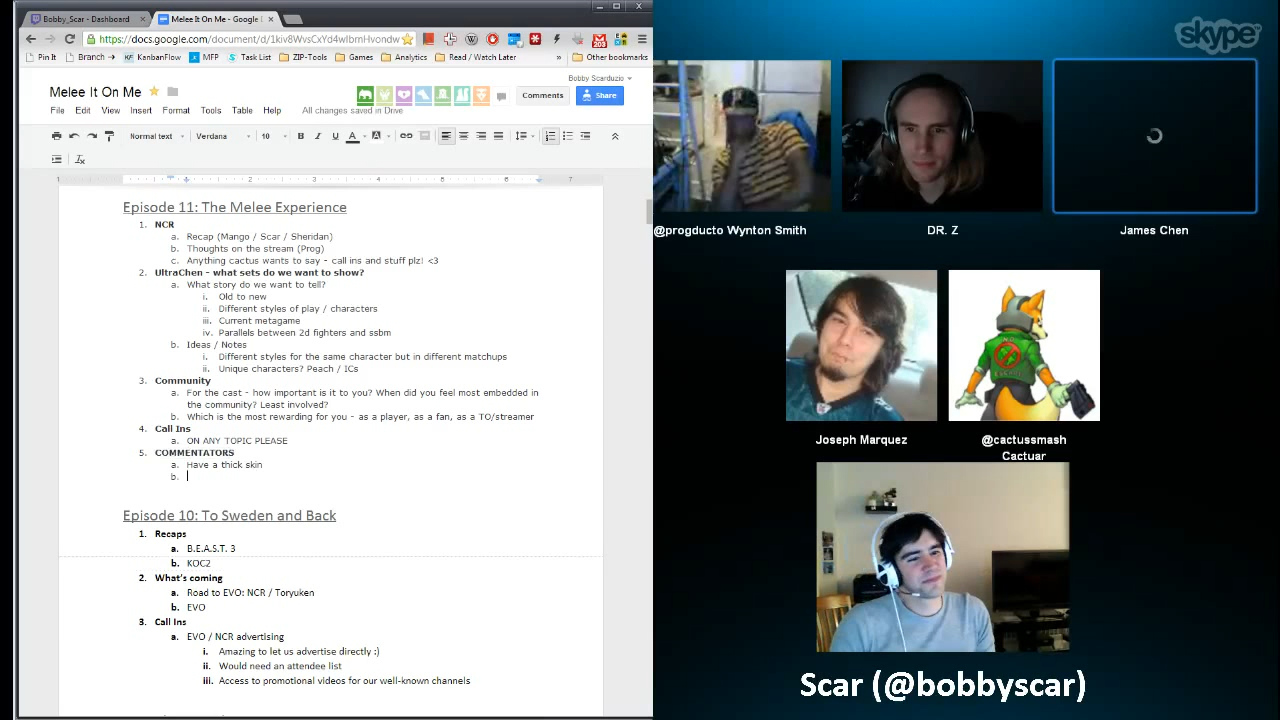 Bobby_Scar - Dashboard
Melee It On Me - Google D
https://docs.google.com/document/d/1kiv8WvsCxYd4wIbmHvondw
203
Pin It
Branch →
KanbanFlow
MFP
Task List
ZIP-Tools
Games
Analytics
Read / Watch Later
»
Other bookmarks
Bobby Scarduzio
Melee It On Me
Comments
Share
File
Edit
View
Insert
Format
Tools
Table
Help
All changes saved in Drive
Normal text
Verdana
10
B
I
U
A
A
1
1
2
3
4
5
6
7
Episode 11: The Melee Experience
1. NCR
a. Recap (Mango / Scar / Sheridan)
b. Thoughts on the stream (Prog)
c. Anything cactus wants to say - call ins and stuff plz! <3
2. UltraChen - what sets do we want to show?
a. What story do we want to tell?
i. Old to new
ii. Different styles of play / characters
iii. Current metagame
iv. Parallels between 2d fighters and ssbm
b. Ideas / Notes
i. Different styles for the same character but in different matchups
ii. Unique characters? Peach / ICs
3. Community
a. For the cast - how important is it to you? When did you feel most embedded in
the community? Least involved?
b. Which is the most rewarding for you - as a player, as a fan, as a TO/streamer
4. Call Ins
a. ON ANY TOPIC PLEASE
5. COMMENTATORS
a. Have a thick skin
b.
Episode 10: To Sweden and Back
1. Recaps
a. B.E.A.S.T. 3
b. KOC2
2. What's coming
a. Road to EVO: NCR / Toryuken
b. EVO
3. Call Ins
a. EVO / NCR advertising
i. Amazing to let us advertise directly :)
ii. Would need an attendee list
iii. Access to promotional videos for our well-known channels
skype
@progducto Wynton Smith
DR. Z
James Chen
Joseph Marquez
@cactussmash
Cactuar
Scar (@bobbyscar)